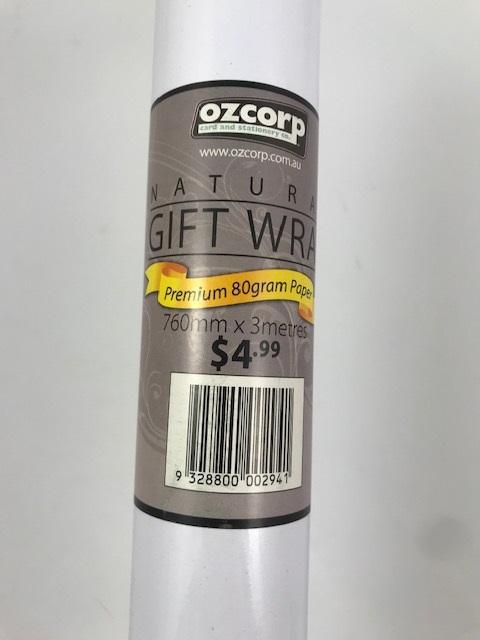 ozcorp
card and stationery co.
www.ozcorp.com.au
NATURA
GIFT WRA
Premium 80gram Paper
760mm x 3metres
$4.99
9 328800 002941